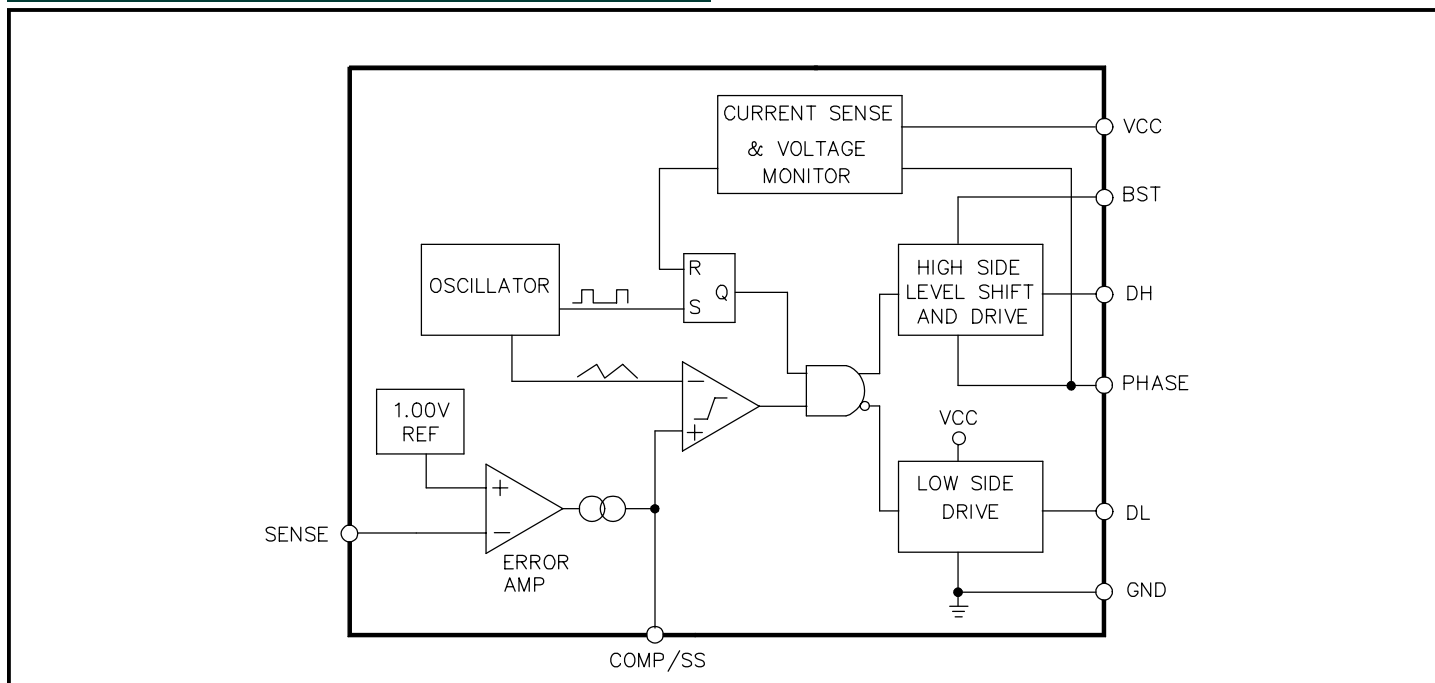 CURRENT SENSE
& VOLTAGE
MONITOR
VCC
BST
OSCILLATOR
R
Q
S
HIGH SIDE
LEVEL SHIFT
AND DRIVE
DH
−
PHASE
1.00V
REF
+
VCC
+
LOW SIDE
DRIVE
DL
SENSE
−
ERROR
AMP
GND
COMP/SS